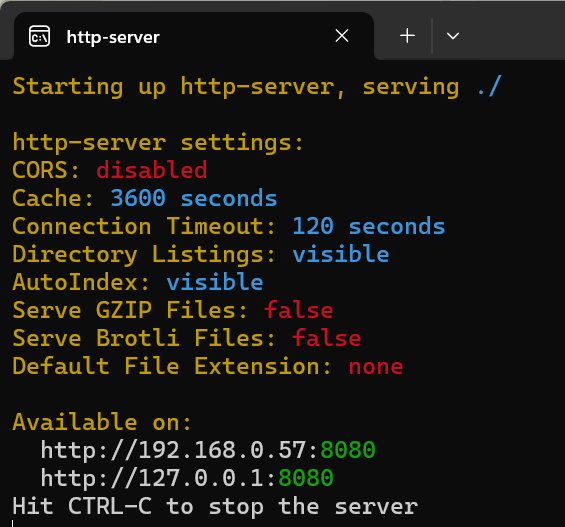 http-server
Starting up http-server, serving ./
http-server settings:
CORS: disabled
Cache: 3600 seconds
Connection Timeout: 120 seconds
Directory Listings: visible
AutoIndex: visible
Serve GZIP Files: false
Serve Brotli Files: false
Default File Extension: none
Available on:
http://192.168.0.57:8080
http://127.0.0.1:8080
Hit CTRL-C to stop the server